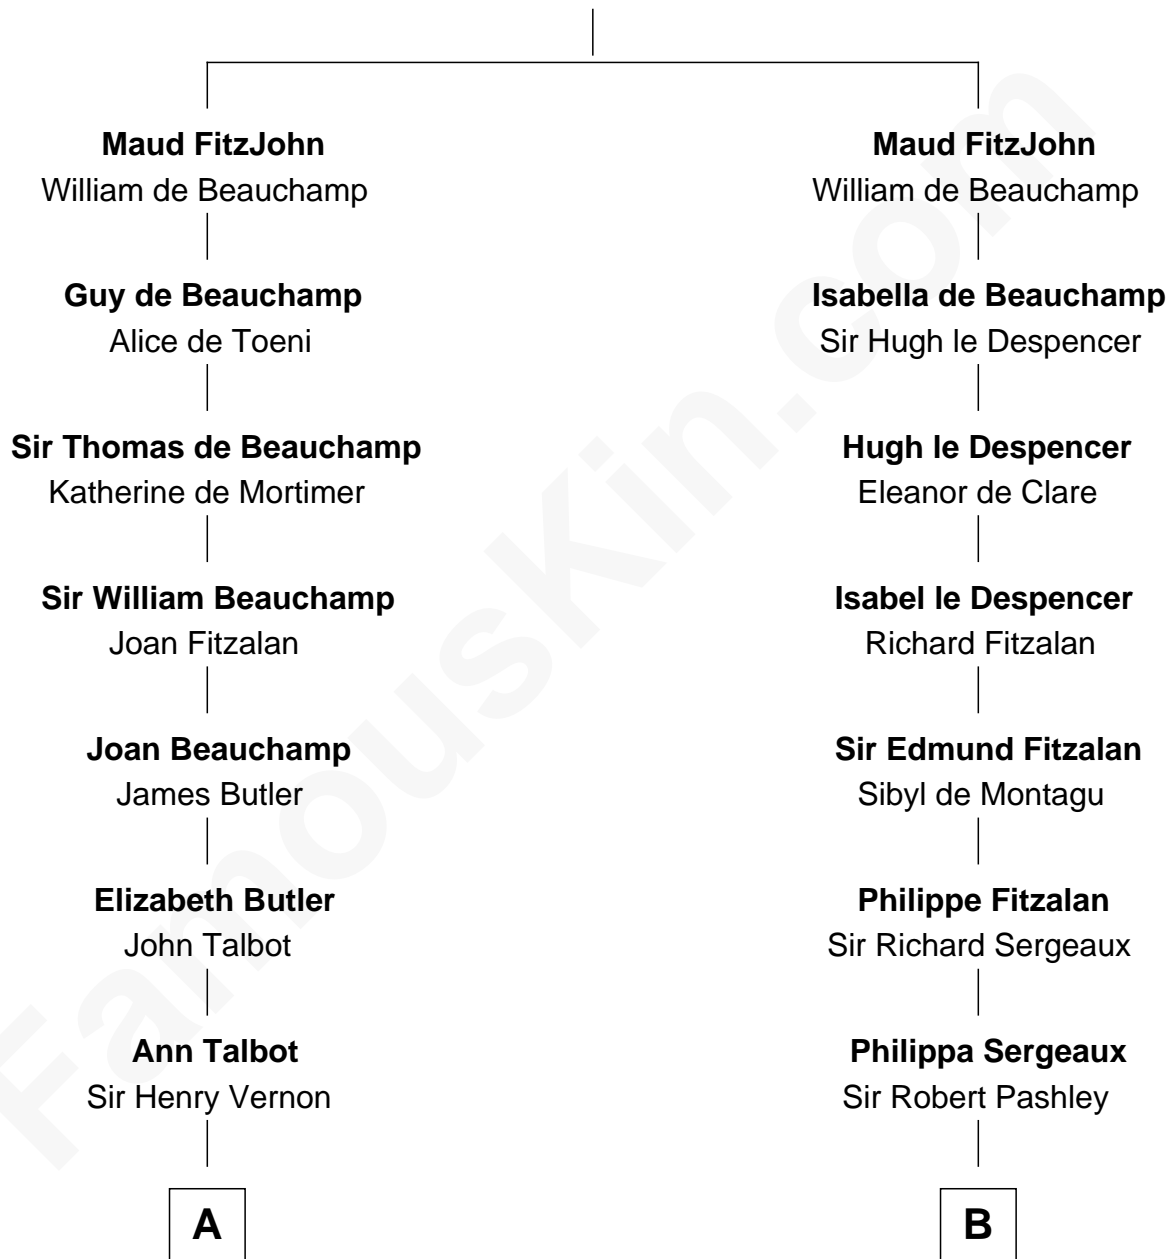 Maud FitzJohn
William de Beauchamp
Guy de Beauchamp
Alice de Toeni
Sir Thomas de Beauchamp
Katherine de Mortimer
Sir William Beauchamp
Joan Fitzalan
Joan Beauchamp
James Butler
Elizabeth Butler
John Talbot
Ann Talbot
Sir Henry Vernon
A
Maud FitzJohn
William de Beauchamp
Isabella de Beauchamp
Sir Hugh le Despencer
Hugh le Despencer
Eleanor de Clare
Isabel le Despencer
Richard Fitzalan
Sir Edmund Fitzalan
Sibyl de Montagu
Philippe Fitzalan
Sir Richard Sergeaux
Philippa Sergeaux
Sir Robert Pashley
B
FamousKin.com